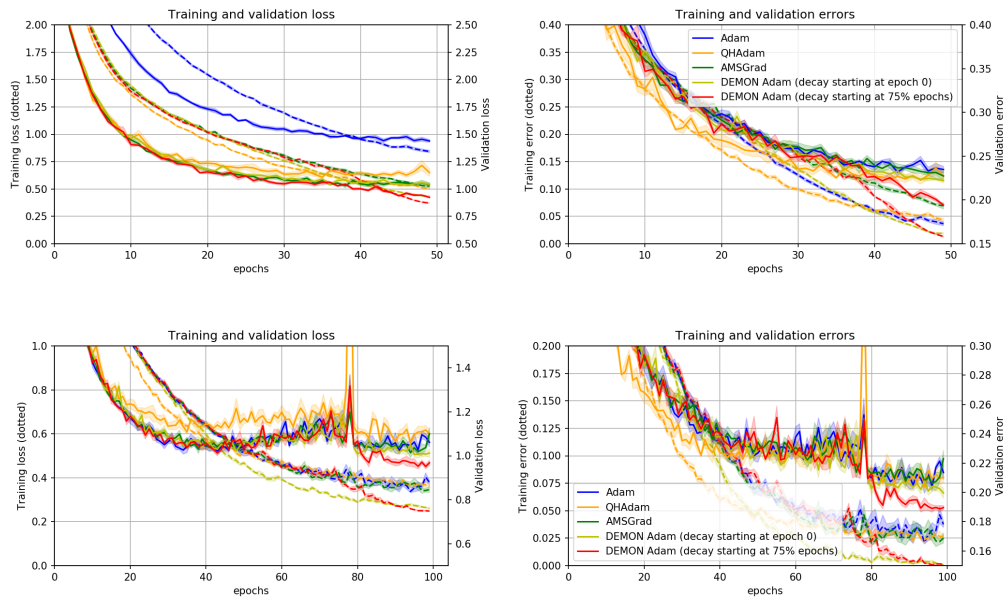 Training and validation loss
2.00
1.75
1.50
1.25
1.00
0.75
0.50
0.25
0.00
Training loss (dotted)
2.50
2.25
2.00
1.75
1.50
1.25
1.00
0.75
0.50
Validation loss
0 10 20 30 40 50
epochs
Training and validation errors
0.40
0.35
0.30
0.25
0.20
0.15
0.10
0.05
0.00
Training error (dotted)
Adam
QHAdam
AMSGrad
DEMON Adam (decay starting at epoch 0)
DEMON Adam (decay starting at 75% epochs)
0.40
0.35
0.30
0.25
0.20
0.15
Validation error
0 10 20 30 40 50
epochs
Training and validation loss
1.0
0.8
0.6
0.4
0.2
0.0
Training loss (dotted)
1.4
1.2
1.0
0.8
0.6
Validation loss
0 20 40 60 80 100
epochs
Training and validation errors
0.200
0.175
0.150
0.125
0.100
0.075
0.050
0.025
0.000
Training error (dotted)
Adam
QHAdam
AMSGrad
DEMON Adam (decay starting at epoch 0)
DEMON Adam (decay starting at 75% epochs)
0.30
0.28
0.26
0.24
0.22
0.20
0.18
0.16
Validation error
0 20 40 60 80 100
epochs